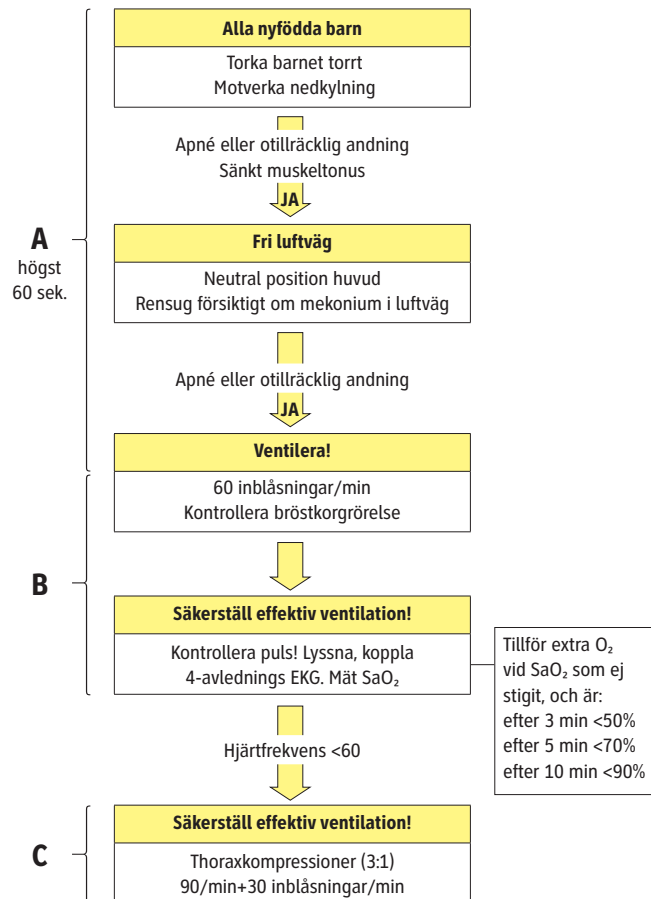 Alla nyfödda barn
Torka barnet torrt
Motverka nedkylning
Apné eller otillräcklig andning
Sänkt muskeltonus
JA
A
högst
60 sek.
Fri luftväg
Neutral position huvud
Rensug försiktigt om mekonium i luftväg
Apné eller otillräcklig andning
JA
Ventilera!
60 inblåsningar/min
Kontrollera bröstkorgrörelse
B
Säkerställ effektiv ventilation!
Kontrollera puls! Lyssna, koppla
4-avlednings EKG. Mät SaO₂
Tillför extra O₂
vid SaO₂ som ej
stigit, och är:
efter 3 min <50%
efter 5 min <70%
efter 10 min <90%
Hjärtfrekvens <60
C
Säkerställ effektiv ventilation!
Thoraxkompressioner (3:1)
90/min+30 inblåsningar/min